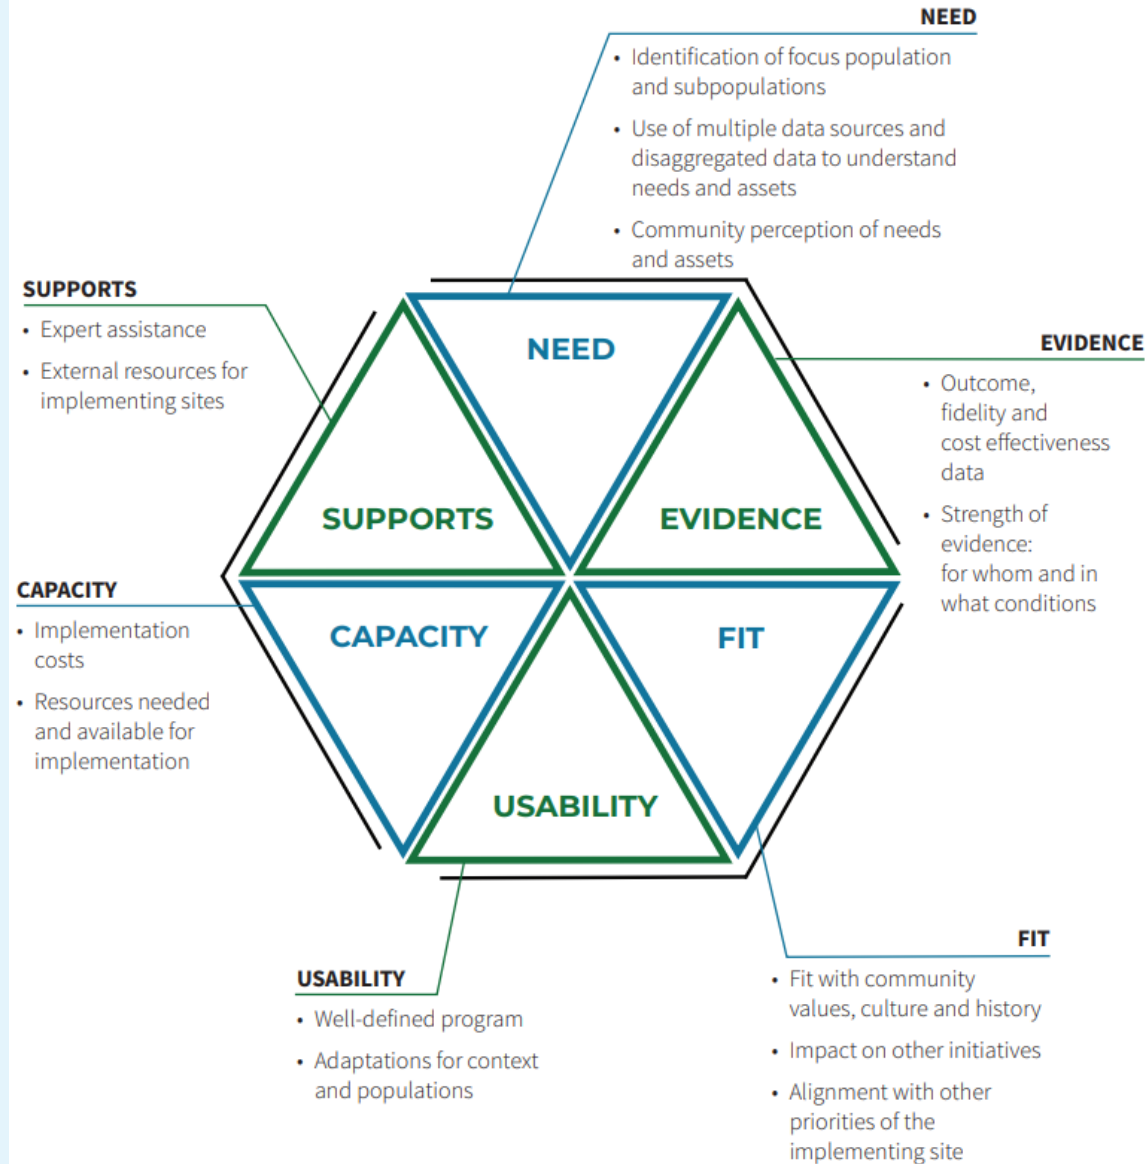 NEED
• Identification of focus population
and subpopulations
• Use of multiple data sources and
disaggregated data to understand
needs and assets
• Community perception of needs
and assets
SUPPORTS
• Expert assistance
• External resources for
implementing sites
EVIDENCE
• Outcome,
fidelity and
cost effectiveness
data
• Strength of
evidence:
for whom and in
what conditions
NEED
SUPPORTS
EVIDENCE
CAPACITY
FIT
USABILITY
CAPACITY
• Implementation
costs
• Resources needed
and available for
implementation
USABILITY
• Well-defined program
• Adaptations for context
and populations
FIT
• Fit with community
values, culture and history
• Impact on other initiatives
• Alignment with other
priorities of the
implementing site